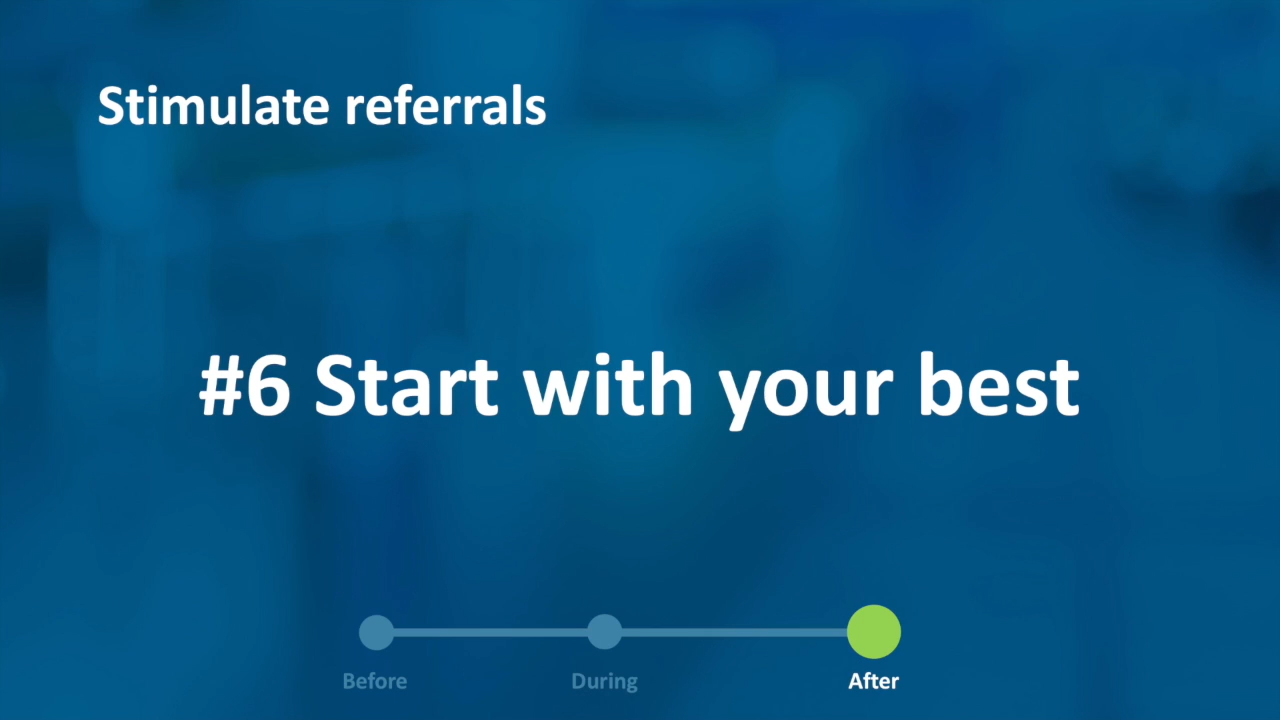 Stimulate referrals
#6 Start with your best
Before During After